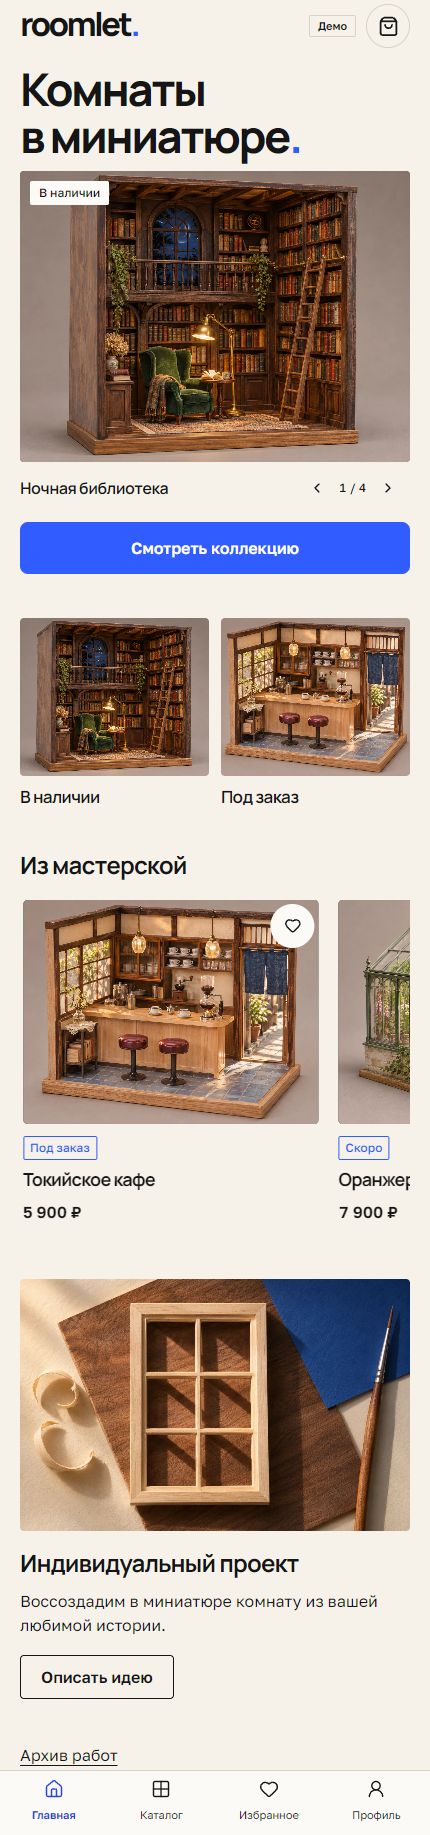 roomlet.
Демо
Комнаты
в миниатюре.
В наличии
Ночная библиотека
1 / 4
Смотреть коллекцию
В наличии
Под заказ
Из мастерской
Под заказ
Скоро
Токийское кафе
Оранжер
5 900 ₽
7 900 ₽
Индивидуальный проект
Воссоздадим в миниатюре комнату из вашей
любимой истории.
Описать идею
Архив работ
Главная
Каталог
Избранное
Профиль